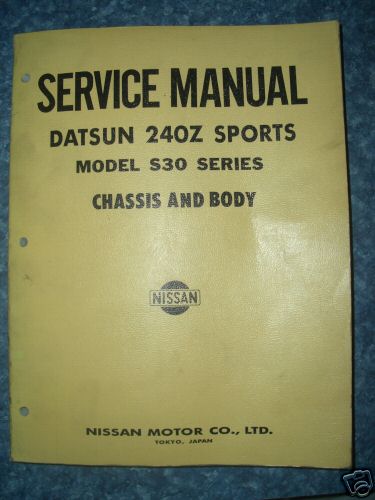 SERVICE MANUAL
DATSUN 240Z SPORTS
MODEL S30 SERIES
CHASSIS AND BODY
NISSAN
NISSAN MOTOR CO., LTD.
TOKYO, JAPAN